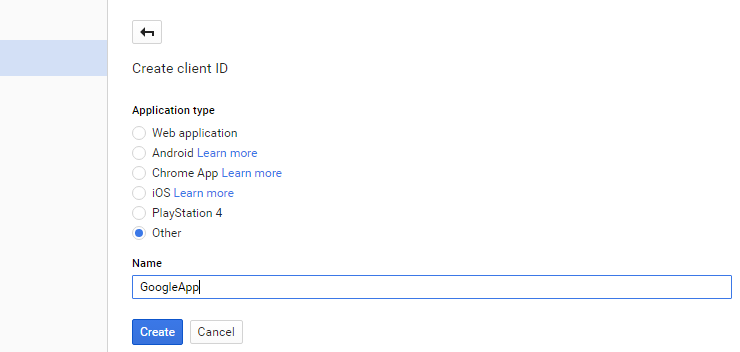 Create client ID
Application type
Web application
Android Learn more
Chrome App Learn more
iOS Learn more
PlayStation 4
Other
Name
GoogleApp
Create Cancel